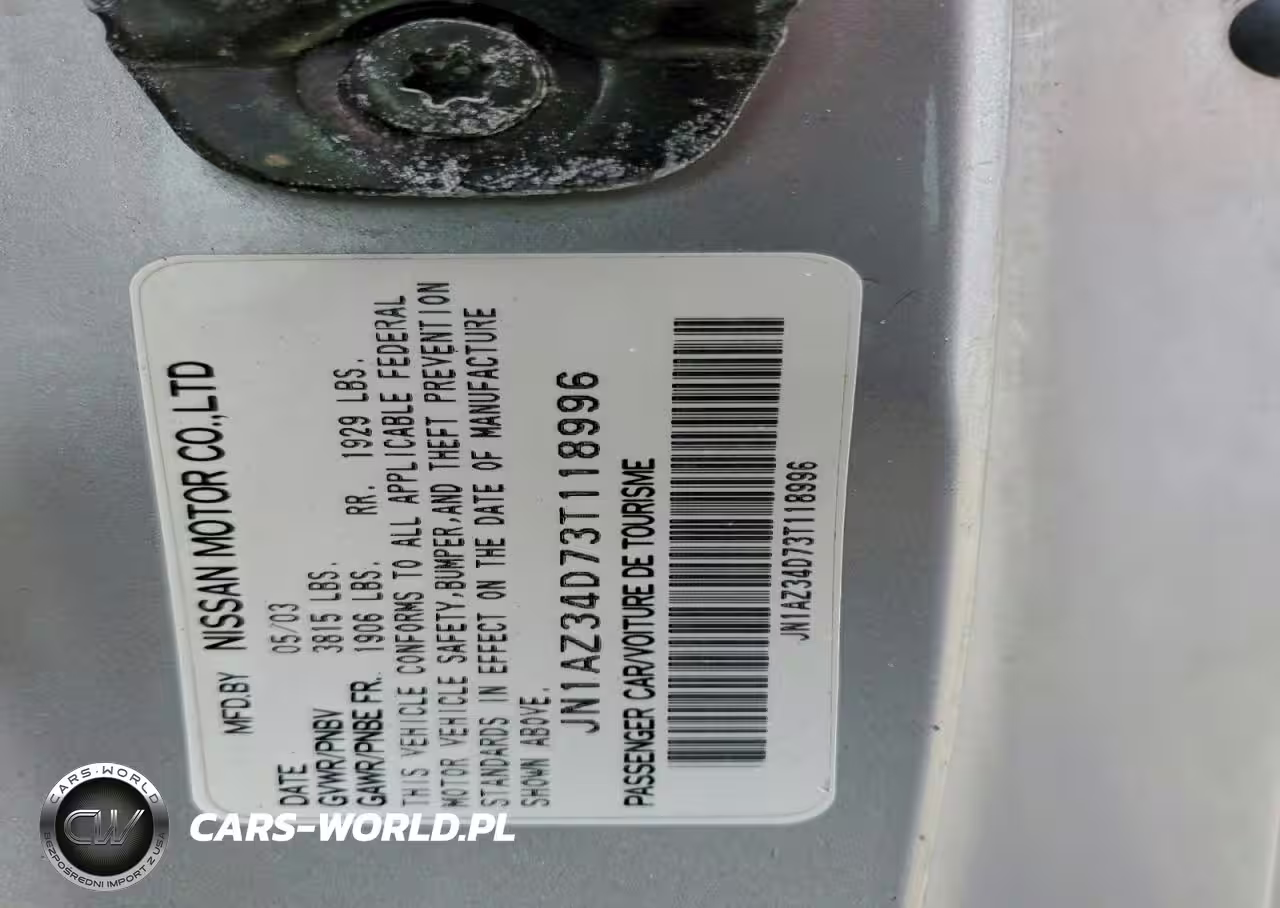 MFD.BY NISSAN MOTOR CO.,LTD
DATE 05/03
GVWR/PNBV 3815 LBS.
GAWR/PNBE FR. 1906 LBS. RR. 1929 LBS.
THIS VEHICLE CONFORMS TO ALL APPLICABLE FEDERAL
MOTOR VEHICLE SAFETY,BUMPER,AND THEFT PREVENTION
STANDARDS IN EFFECT ON THE DATE OF MANUFACTURE
SHOWN ABOVE.
JN1AZ34D73T118996
PASSENGER CAR/VOITURE DE TOURISME
JN1AZ34D73T118996
CARS-WORLD
CW
BEZPOŚREDNI IMPORT Z USA
CARS-WORLD.PL